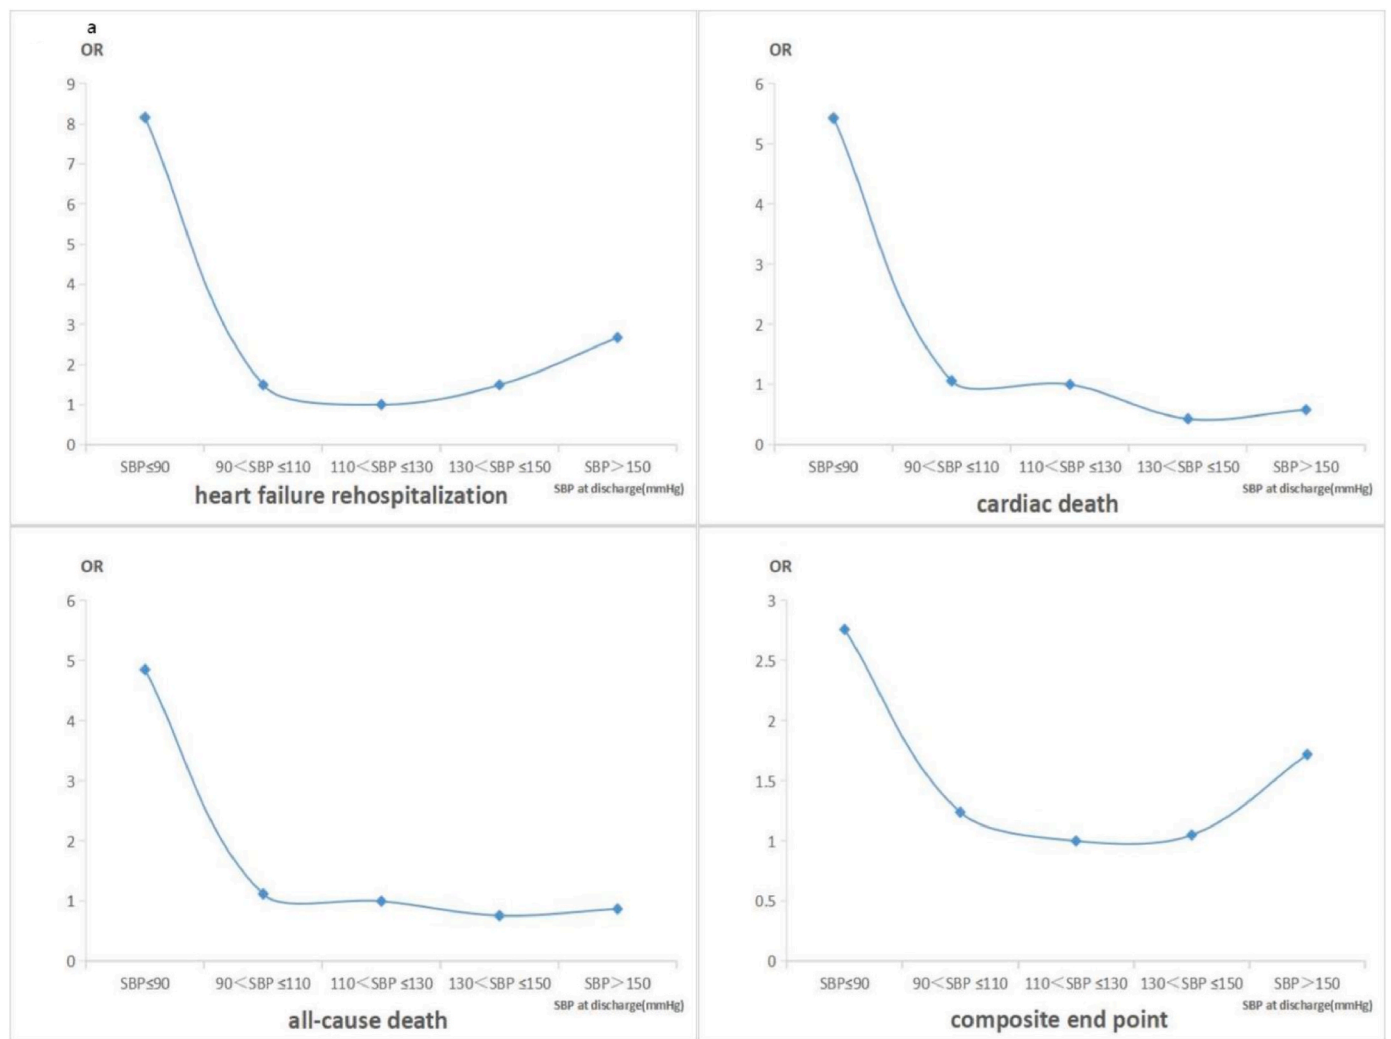 a
OR
9
8
7
6
5
4
3
2
1
0
SBP≤90 90<SBP ≤110 110<SBP ≤130 130<SBP ≤150 SBP>150
SBP at discharge(mmHg)
heart failure rehospitalization
OR
6
5
4
3
2
1
0
SBP≤90 90<SBP ≤110 110<SBP ≤130 130<SBP ≤150 SBP>150
SBP at discharge(mmHg)
cardiac death
OR
6
5
4
3
2
1
0
SBP≤90 90<SBP ≤110 110<SBP ≤130 130<SBP ≤150 SBP>150
SBP at discharge(mmHg)
all-cause death
OR
3
2.5
2
1.5
1
0.5
0
SBP≤90 90<SBP ≤110 110<SBP ≤130 130<SBP ≤150 SBP>150
SBP at discharge(mmHg)
composite end point